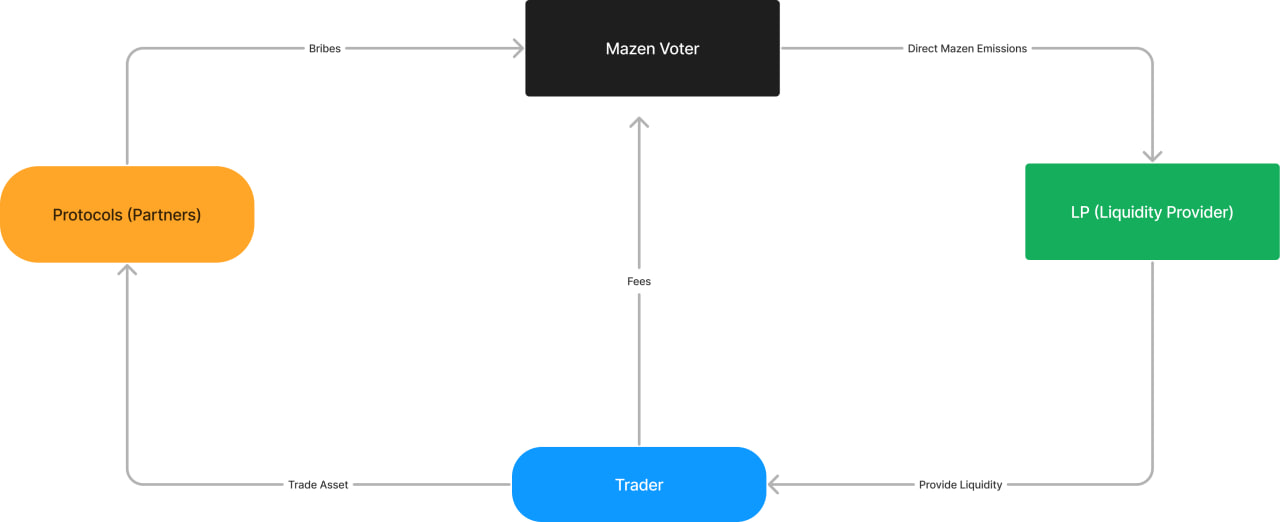 Bribes
Mazen Voter
Direct Mazen Emissions
Protocols (Partners)
LP (Liquidity Provider)
Fees
Trade Asset
Trader
Provide Liquidity